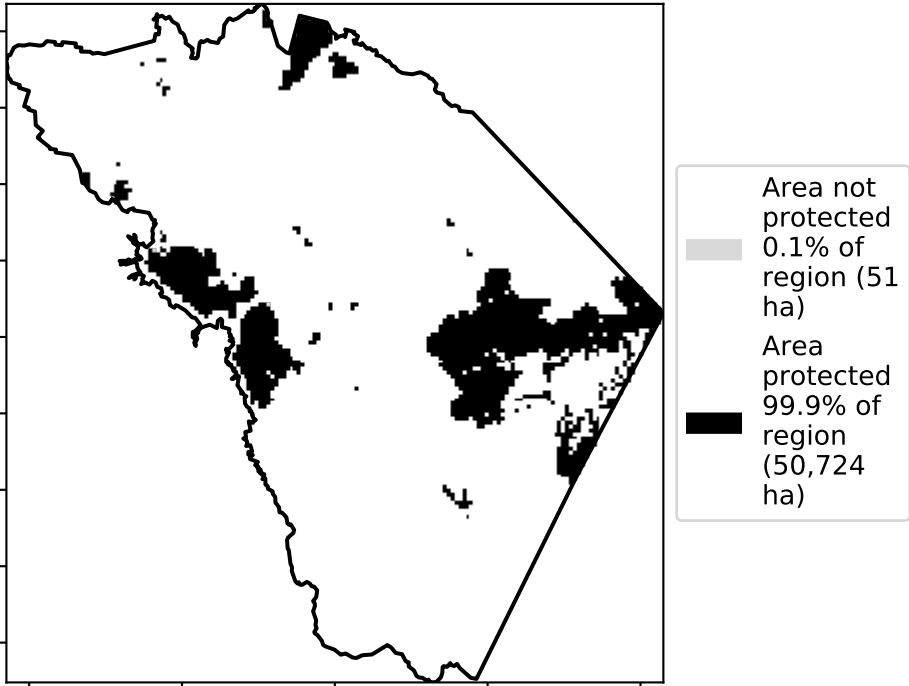 Area not
protected
0.1% of
region (51
ha)
Area
protected
99.9% of
region
(50,724
ha)